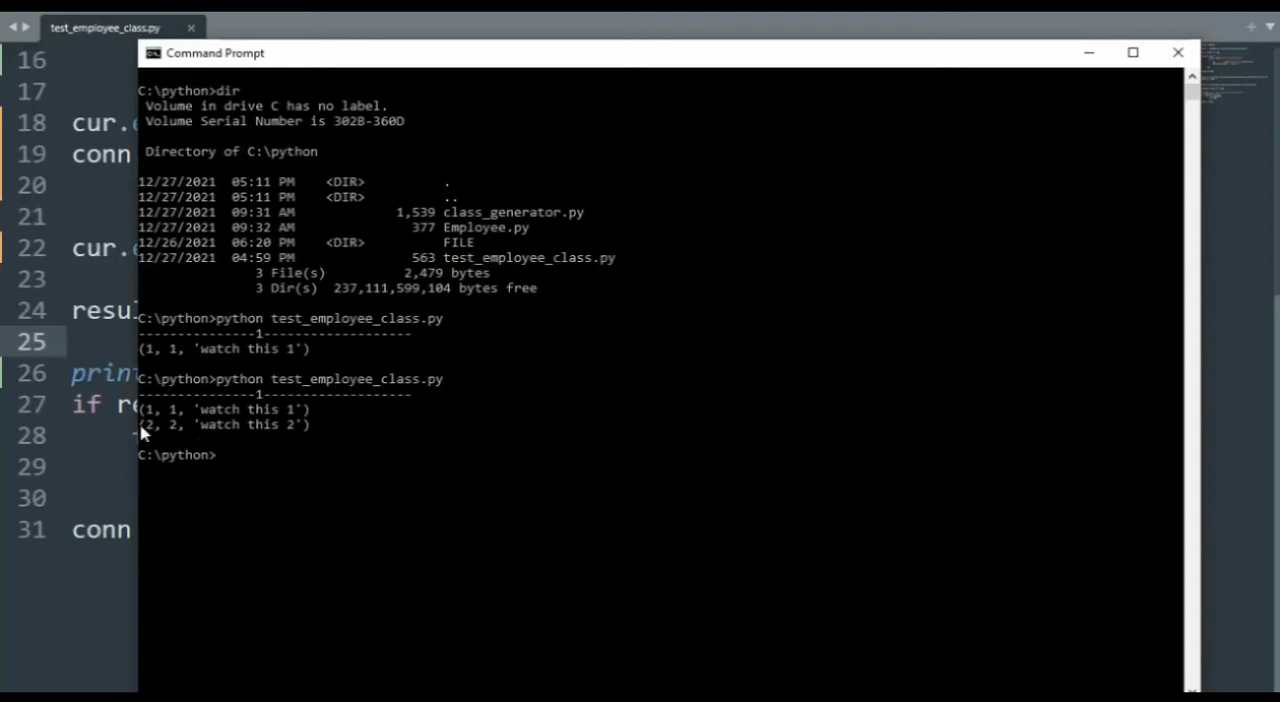 test_employee_class.py
Command Prompt
16
17
18 cur.
19 conn
20
21
22 cur.
23
24 resul
25
26 prin
27 if re
28
29
30
31 conn
C:\python>dir
Volume in drive C has no label.
Volume Serial Number is 302B-360D
Directory of C:\python
12/27/2021 05:11 PM <DIR> .
12/27/2021 05:11 PM <DIR> ..
12/27/2021 09:31 AM 1,539 class_generator.py
12/27/2021 09:32 AM 377 Employee.py
12/26/2021 06:20 PM <DIR> FILE
12/27/2021 04:59 PM 563 test_employee_class.py
3 File(s) 2,479 bytes
3 Dir(s) 237,111,599,104 bytes free
C:\python>python test_employee_class.py
---------------1-------------------
(1, 1, 'watch this 1')
C:\python>python test_employee_class.py
---------------1-------------------
(1, 1, 'watch this 1')
(2, 2, 'watch this 2')
C:\python>